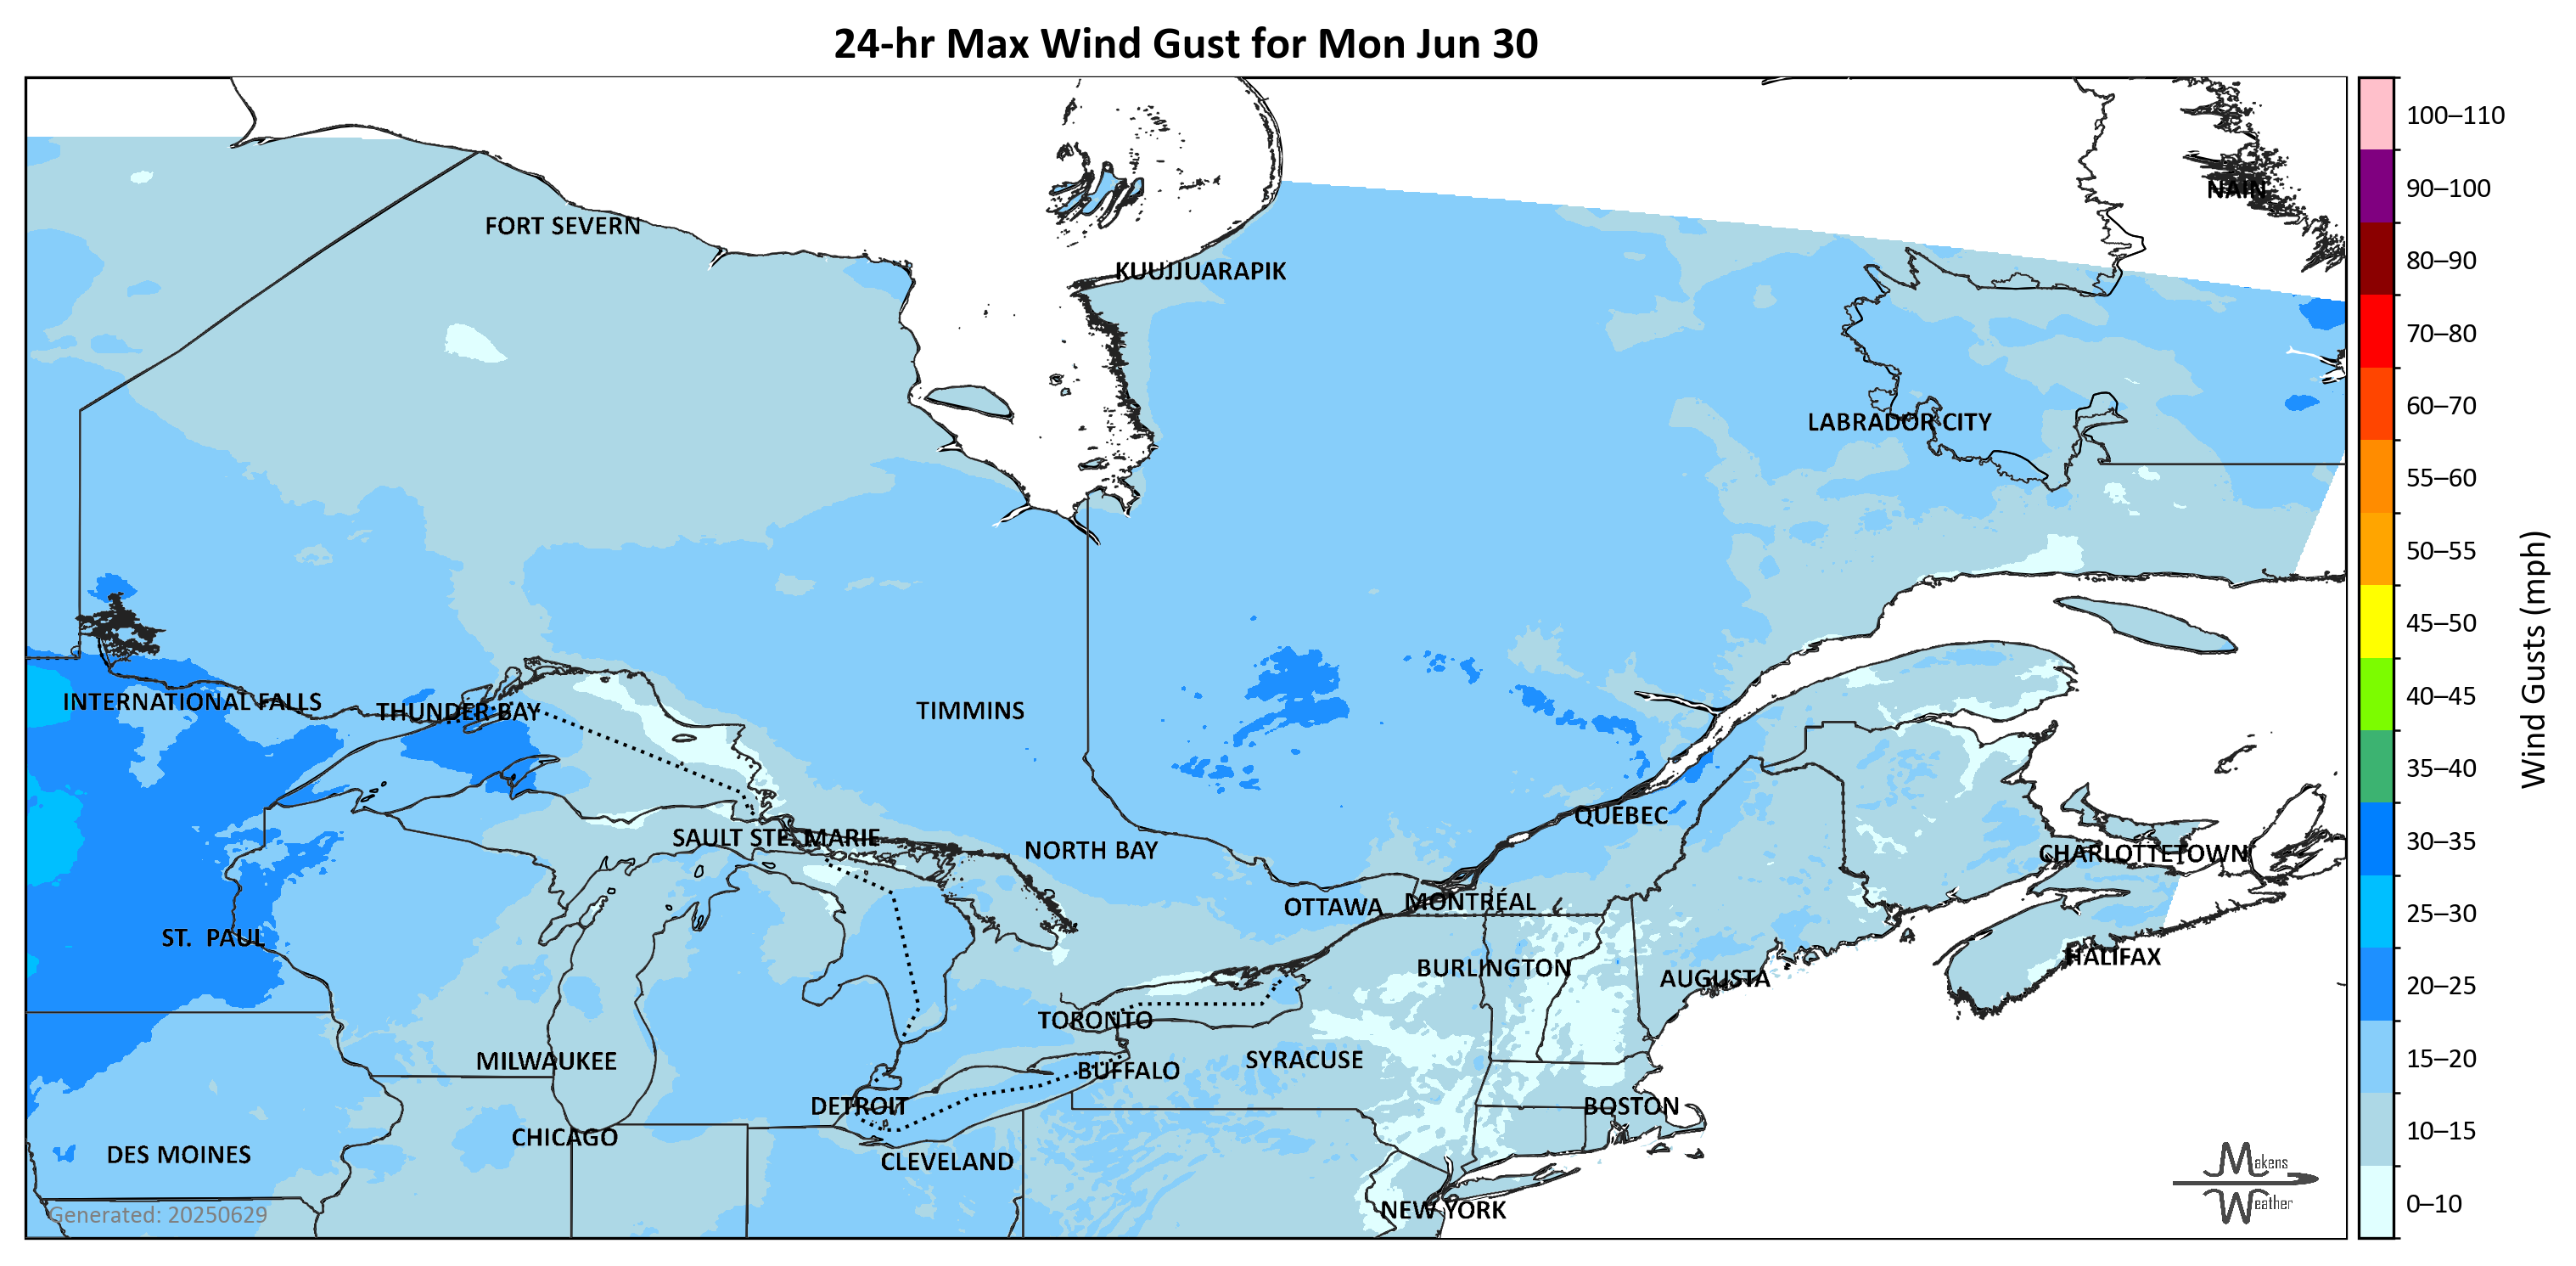 24-hr Max Wind Gust for Mon Jun 30
NAIN
FORT SEVERN
KUUJJUARAPIK
LABRADOR CITY
INTERNATIONAL FALLS
THUNDER BAY
TIMMINS
QUEBEC
SAULT STE. MARIE
NORTH BAY
CHARLOTTETOWN
OTTAWA
MONTRÉAL
ST. PAUL
HALIFAX
BURLINGTON
AUGUSTA
TORONTO
MILWAUKEE
SYRACUSE
BUFFALO
DETROIT
BOSTON
CHICAGO
DES MOINES
CLEVELAND
NEW YORK
Generated: 20250629
Makens
Weather
100–110
90–100
80–90
70–80
60–70
55–60
50–55
45–50
40–45
35–40
30–35
25–30
20–25
15–20
10–15
0–10
Wind Gusts (mph)